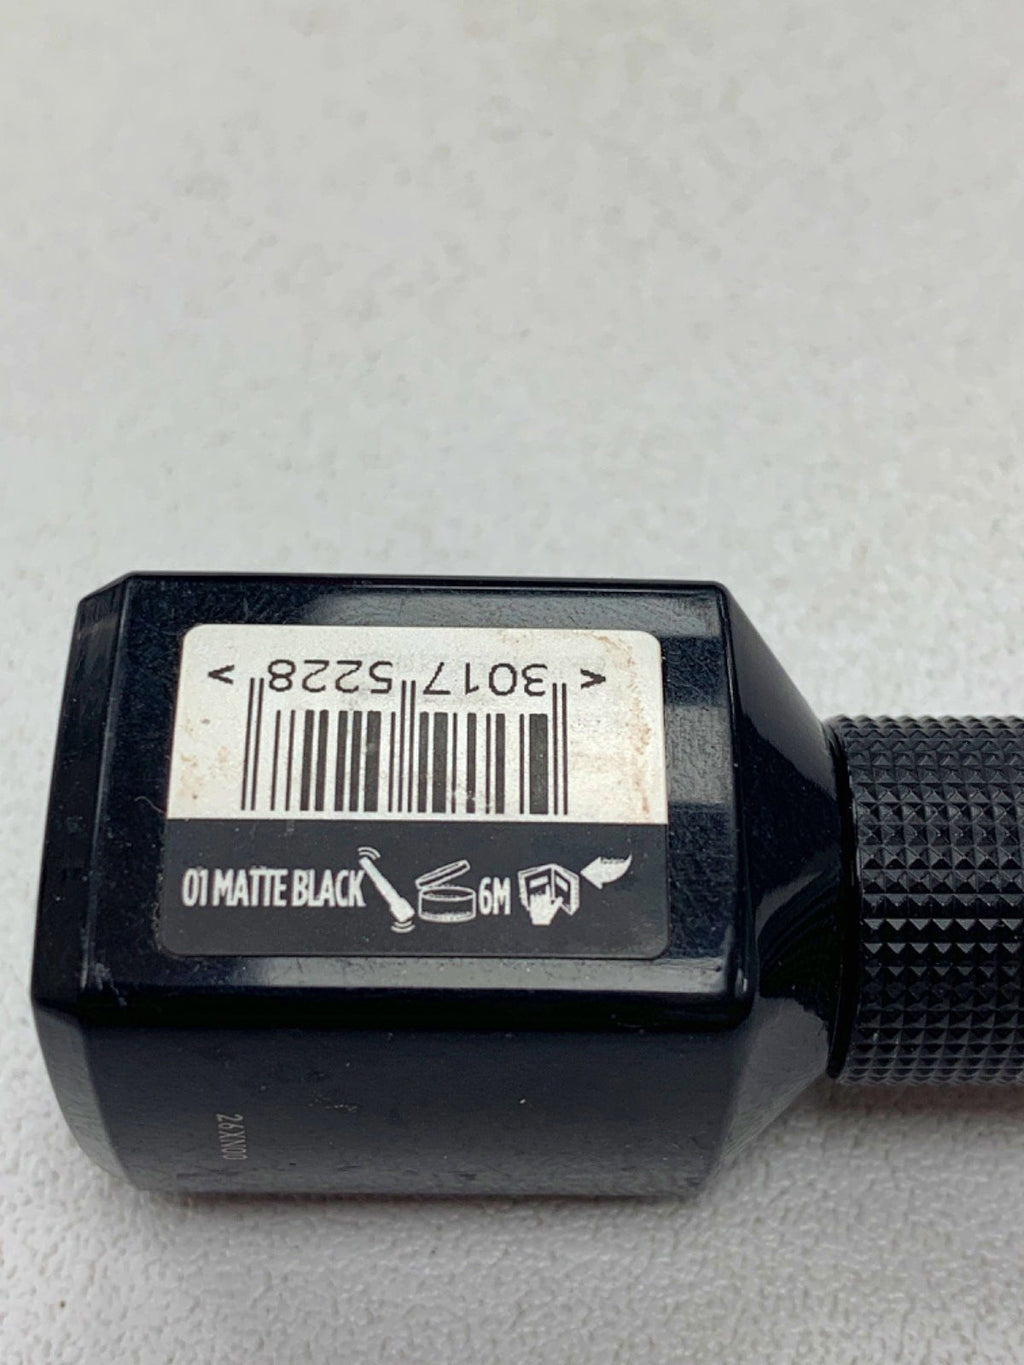 < 3017 5228 >
01 MATTE BLACK 6M
26XN00